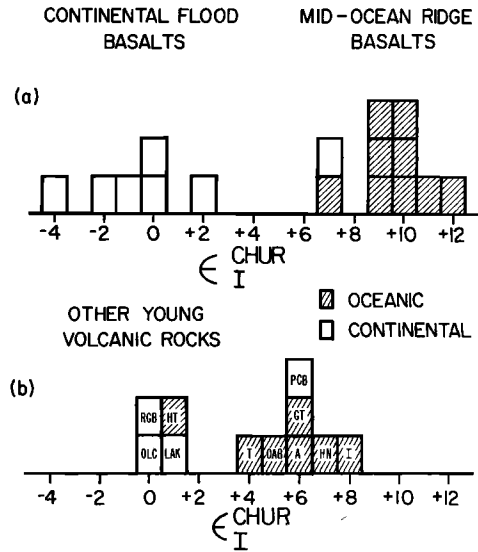 CONTINENTAL FLOOD BASALTS
MID-OCEAN RIDGE BASALTS
(a)
-4 -2 0 +2 +4 +6 +8 +10 +12
∈ CHUR I
OTHER YOUNG VOLCANIC ROCKS
OCEANIC
CONTINENTAL
(b)
PCB
RGB HT GT
OLC LAK T OAB A HN I
-4 -2 0 +2 +4 +6 +8 +10 +12
∈ CHUR I